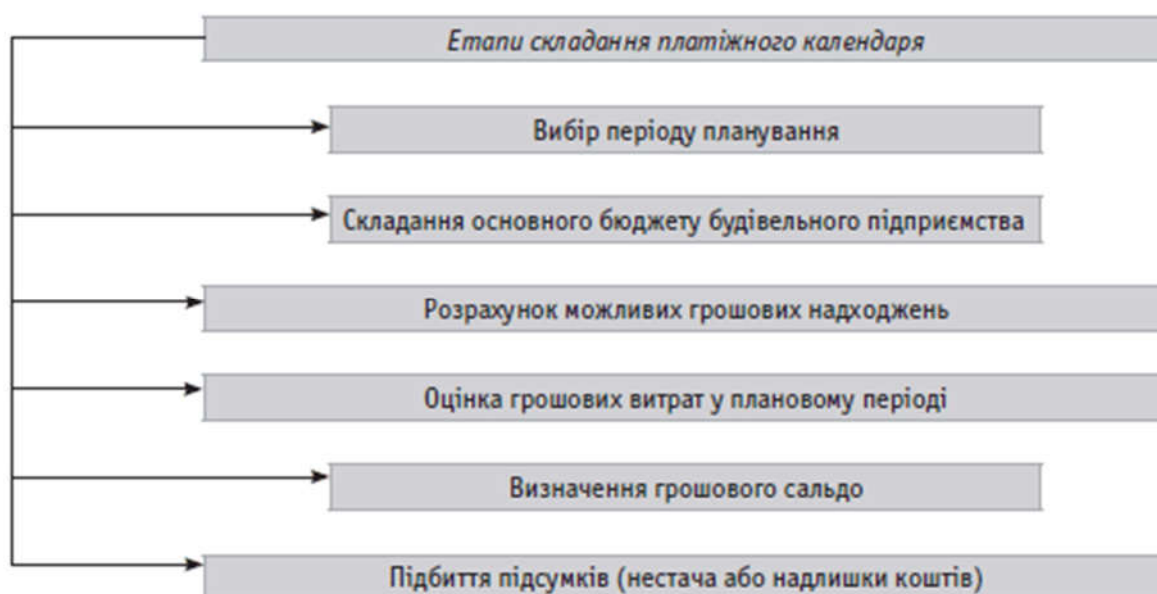 Етапи складання платіжного календаря
Вибір періоду планування
Складання основного бюджету будівельного підприємства
Розрахунок можливих грошових надходжень
Оцінка грошових витрат у плановому періоді
Визначення грошового сальдо
Підбиття підсумків (нестача або надлишки коштів)